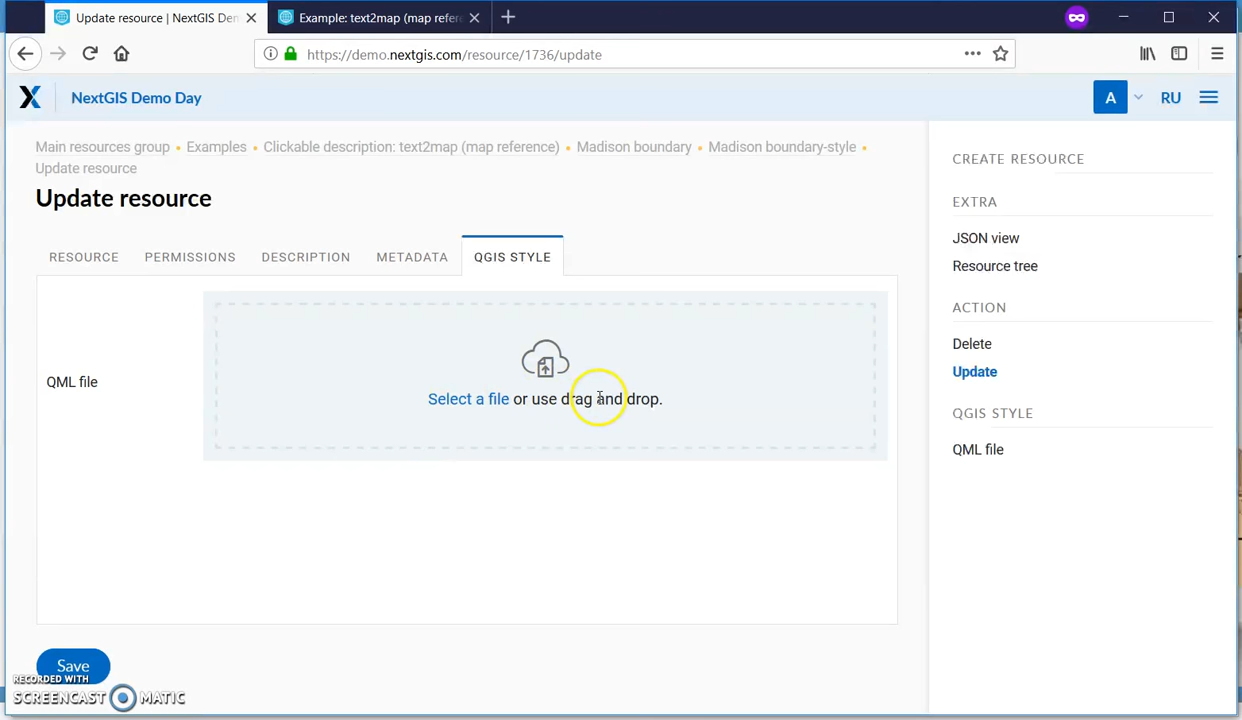 Update resource | NextGIS Den
Example: text2map (map refere
https://demo.nextgis.com/resource/1736/update
NextGIS Demo Day
A
RU
Main resources group • Examples • Clickable description: text2map (map reference) • Madison boundary • Madison boundary-style •
Update resource
Update resource
RESOURCE
PERMISSIONS
DESCRIPTION
METADATA
QGIS STYLE
QML file
Select a file or use drag and drop.
Save
CREATE RESOURCE
EXTRA
JSON view
Resource tree
ACTION
Delete
Update
QGIS STYLE
QML file
RECORDED WITH
SCREENCAST MATIC